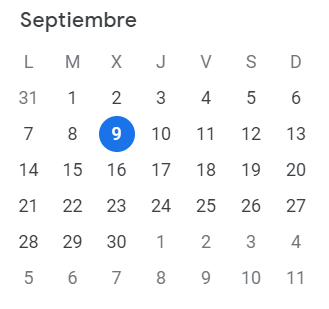 Septiembre
L M X J V S D
31 1 2 3 4 5 6
7 8 9 10 11 12 13
14 15 16 17 18 19 20
21 22 23 24 25 26 27
28 29 30 1 2 3 4
5 6 7 8 9 10 11